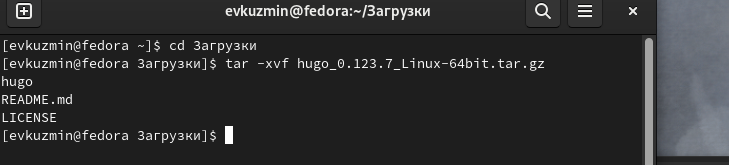 evkuzmin@fedora:~/Загрузки
[evkuzmin@fedora ~]$ cd Загрузки
[evkuzmin@fedora Загрузки]$ tar -xvf hugo_0.123.7_Linux-64bit.tar.gz
hugo
README.md
LICENSE
[evkuzmin@fedora Загрузки]$